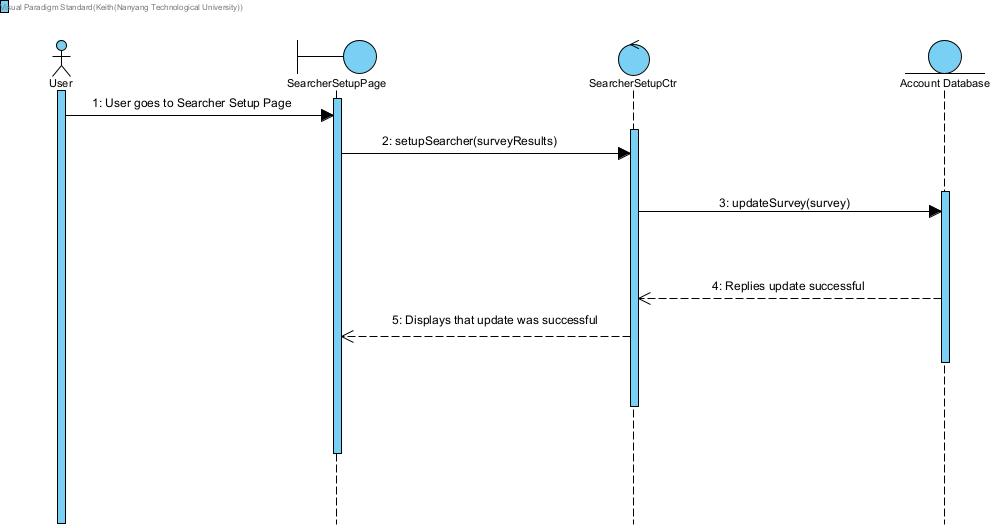 Visual Paradigm Standard(Keith(Nanyang Technological University))
User
SearcherSetupPage
SearcherSetupCtr
Account Database
1: User goes to Searcher Setup Page
2: setupSearcher(surveyResults)
3: updateSurvey(survey)
4: Replies update successful
5: Displays that update was successful